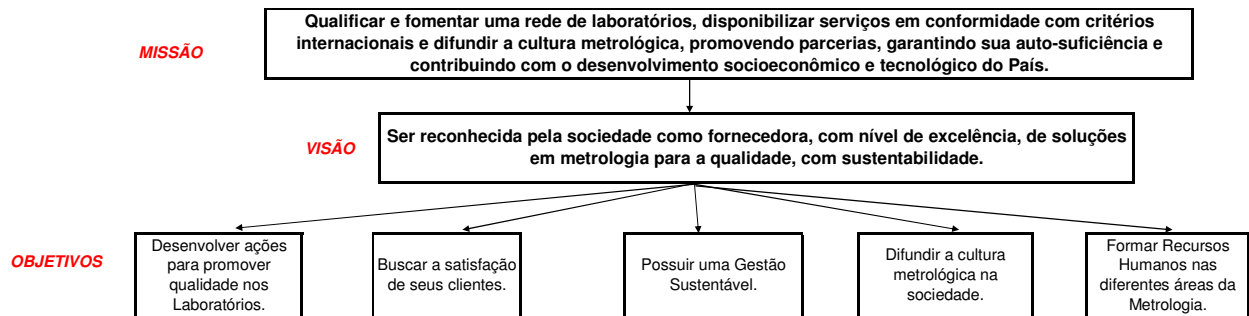 MISSÃO
Qualificar e fomentar uma rede de laboratórios, disponibilizar serviços em conformidade com critérios
internacionais e difundir a cultura metrológica, promovendo parcerias, garantindo sua auto-suficiência e
contribuindo com o desenvolvimento socioeconômico e tecnológico do País.
VISÃO
Ser reconhecida pela sociedade como fornecedora, com nível de excelência, de soluções
em metrologia para a qualidade, com sustentabilidade.
OBJETIVOS
Desenvolver ações
para promover
qualidade nos
Laboratórios.
Buscar a satisfação
de seus clientes.
Possuir uma Gestão
Sustentável.
Difundir a cultura
metrológica na
sociedade.
Formar Recursos
Humanos nas
diferentes áreas da
Metrologia.